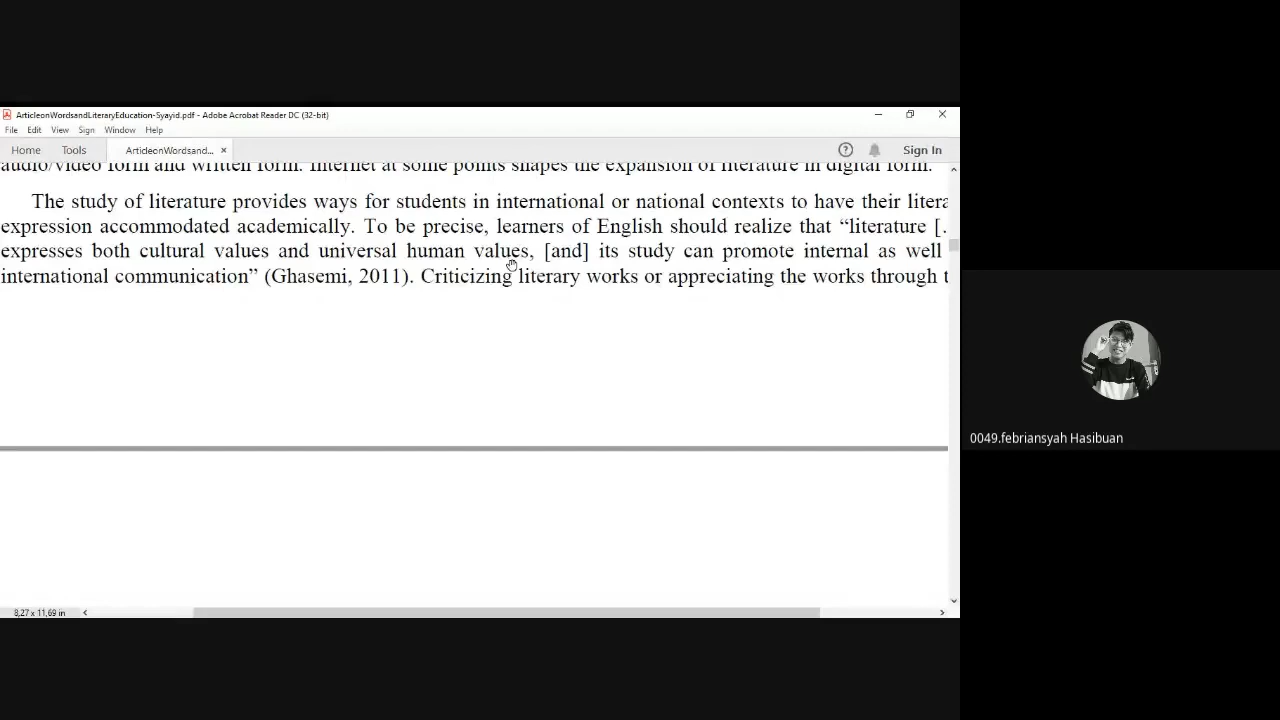 ArticleonWordsandLiteraryEducation-Syayid.pdf - Adobe Acrobat Reader DC (32-bit)
File Edit View Sign Window Help
Home Tools ArticleonWordsand... × Sign In
audio/video form and written form. Internet at some points shapes the expansion of literature in digital form.
The study of literature provides ways for students in international or national contexts to have their litera
expression accommodated academically. To be precise, learners of English should realize that “literature [.
expresses both cultural values and universal human values, [and] its study can promote internal as well
international communication” (Ghasemi, 2011). Criticizing literary works or appreciating the works through t
0049.febriansyah Hasibuan
8,27 x 11,69 in